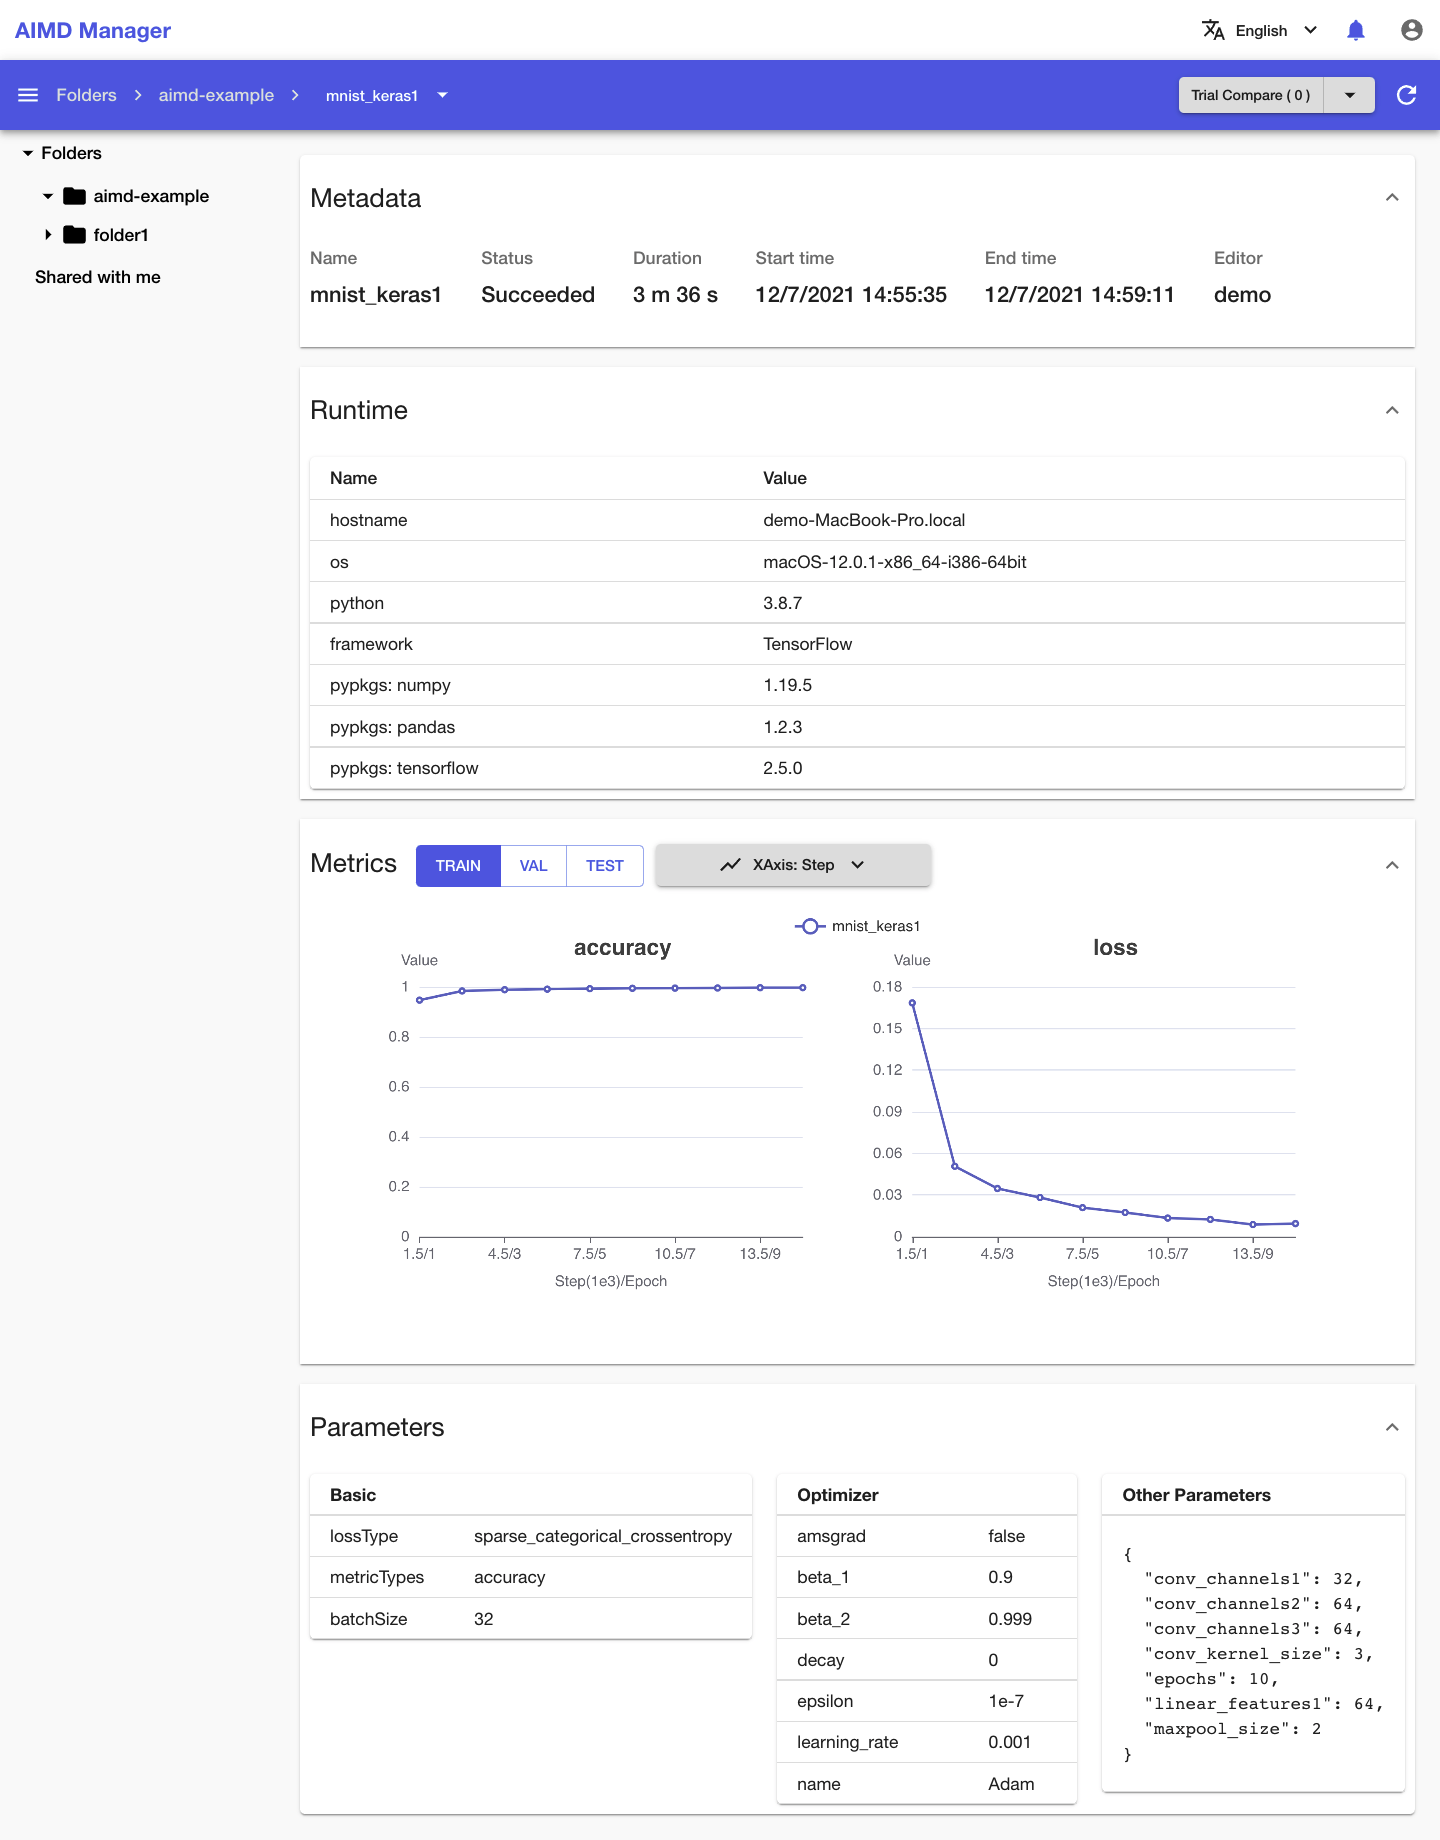 AIMD Manager
English
Folders
aimd-example
mnist_keras1
Trial Compare ( 0 )
Folders
aimd-example
folder1
Shared with me
Metadata
Name Status Duration Start time End time Editor
mnist_keras1 Succeeded 3 m 36 s 12/7/2021 14:55:35 12/7/2021 14:59:11 demo
Runtime
Name Value
hostname demo-MacBook-Pro.local
os macOS-12.0.1-x86_64-i386-64bit
python 3.8.7
framework TensorFlow
pypkgs: numpy 1.19.5
pypkgs: pandas 1.2.3
pypkgs: tensorflow 2.5.0
Metrics TRAIN VAL TEST XAxis: Step
mnist_keras1
accuracy
Value
1
0.8
0.6
0.4
0.2
0
1.5/1 4.5/3 7.5/5 10.5/7 13.5/9
Step(1e3)/Epoch
loss
Value
0.18
0.15
0.12
0.09
0.06
0.03
0
1.5/1 4.5/3 7.5/5 10.5/7 13.5/9
Step(1e3)/Epoch
Parameters
Basic
lossType sparse_categorical_crossentropy
metricTypes accuracy
batchSize 32
Optimizer
amsgrad false
beta_1 0.9
beta_2 0.999
decay 0
epsilon 1e-7
learning_rate 0.001
name Adam
Other Parameters
{
"conv_channels1": 32,
"conv_channels2": 64,
"conv_channels3": 64,
"conv_kernel_size": 3,
"epochs": 10,
"linear_features1": 64,
"maxpool_size": 2
}